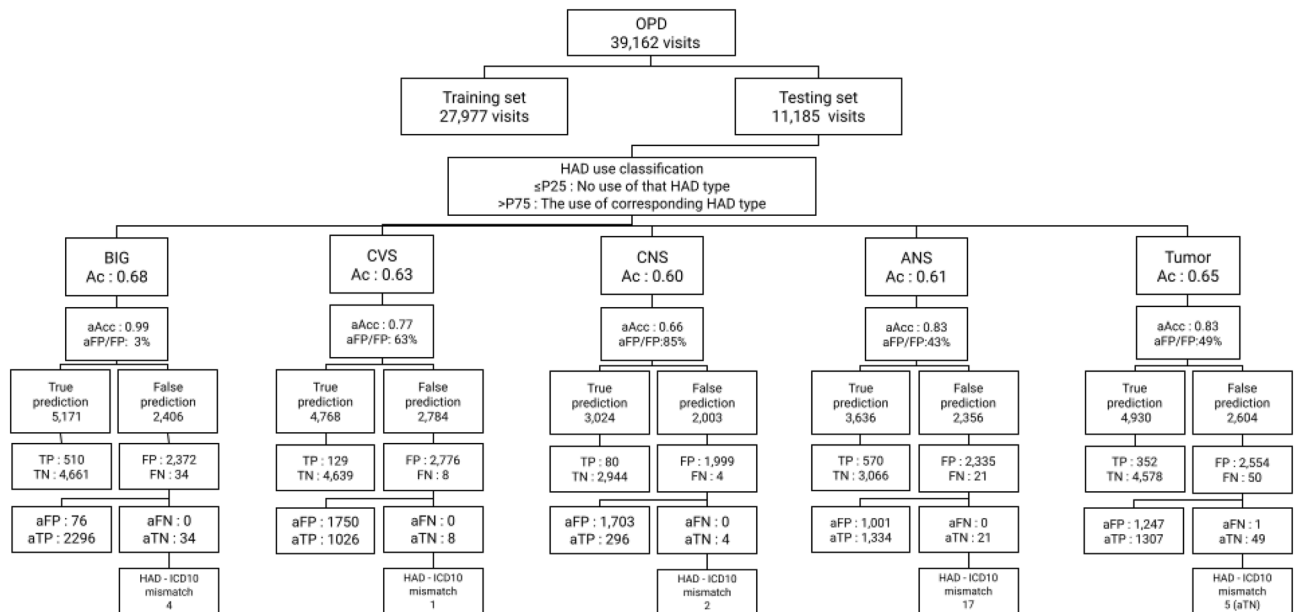 OPD
39,162 visits
Training set
27,977 visits
Testing set
11,185 visits
HAD use classification
≤P25 : No use of that HAD type
>P75 : The use of corresponding HAD type
BIG
Ac : 0.68
CVS
Ac : 0.63
CNS
Ac : 0.60
ANS
Ac : 0.61
Tumor
Ac : 0.65
aAcc : 0.99
aFP/FP: 3%
aAcc : 0.77
aFP/FP: 63%
aAcc : 0.66
aFP/FP:85%
aAcc : 0.83
aFP/FP:43%
aAcc : 0.83
aFP/FP:49%
True
prediction
5,171
False
prediction
2,406
True
prediction
4,768
False
prediction
2,784
True
prediction
3,024
False
prediction
2,003
True
prediction
3,636
False
prediction
2,356
True
prediction
4,930
False
prediction
2,604
TP : 510
TN : 4,661
FP : 2,372
FN : 34
TP : 129
TN : 4,639
FP : 2,776
FN : 8
TP : 80
TN : 2,944
FP : 1,999
FN : 4
TP : 570
TN : 3,066
FP : 2,335
FN : 21
TP : 352
TN : 4,578
FP : 2,554
FN : 50
aFP : 76
aTP : 2296
aFN : 0
aTN : 34
aFP : 1750
aTP : 1026
aFN : 0
aTN : 8
aFP : 1,703
aTP : 296
aFN : 0
aTN : 4
aFP : 1,001
aTP : 1,334
aFN : 0
aTN : 21
aFP : 1,247
aTP : 1307
aFN : 1
aTN : 49
HAD - ICD10
mismatch
4
HAD - ICD10
mismatch
1
HAD - ICD10
mismatch
2
HAD - ICD10
mismatch
17
HAD - ICD10
mismatch
5 (aTN)